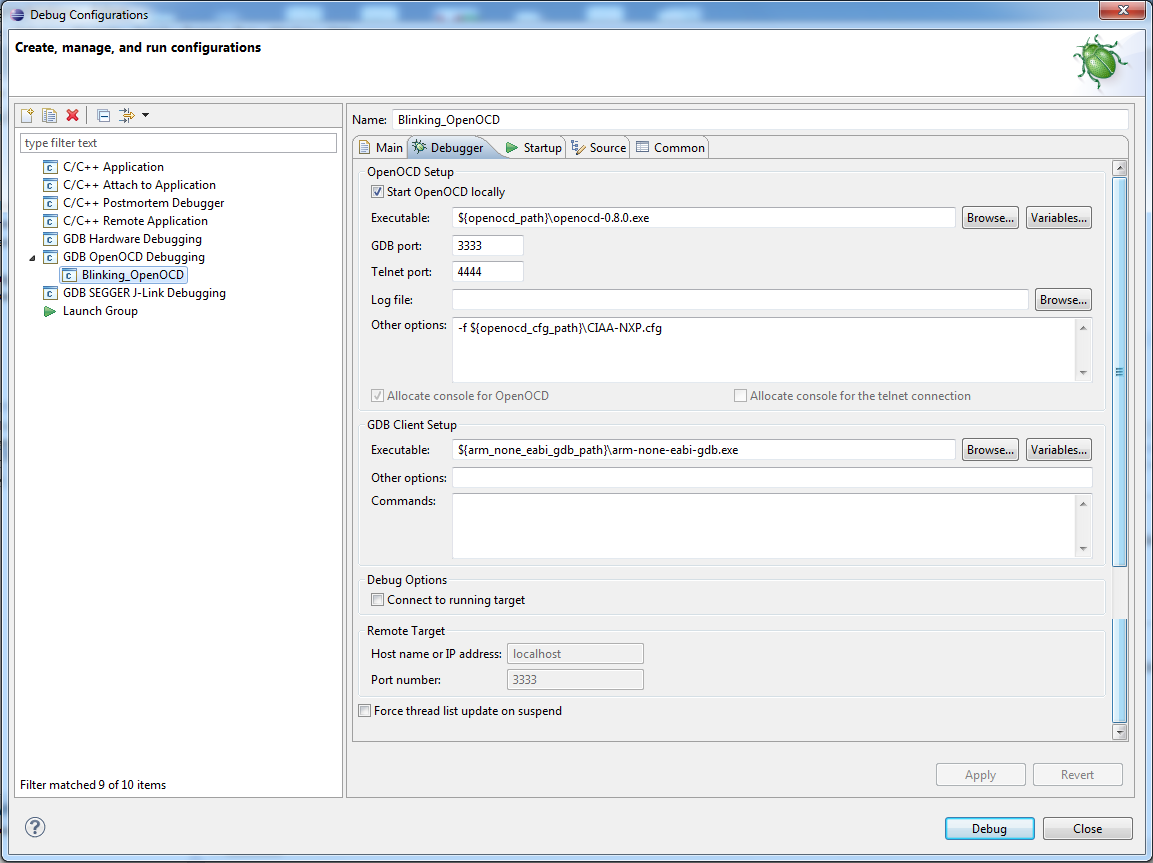 Debug Configurations
Create, manage, and run configurations
type filter text
C/C++ Application
C/C++ Attach to Application
C/C++ Postmortem Debugger
C/C++ Remote Application
GDB Hardware Debugging
GDB OpenOCD Debugging
Blinking_OpenOCD
GDB SEGGER J-Link Debugging
Launch Group
Filter matched 9 of 10 items
Name: Blinking_OpenOCD
Main Debugger Startup Source Common
OpenOCD Setup
Start OpenOCD locally
Executable: ${openocd_path}\openocd-0.8.0.exe Browse... Variables...
GDB port: 3333
Telnet port: 4444
Log file: Browse...
Other options: -f ${openocd_cfg_path}\CIAA-NXP.cfg
Allocate console for OpenOCD Allocate console for the telnet connection
GDB Client Setup
Executable: ${arm_none_eabi_gdb_path}\arm-none-eabi-gdb.exe Browse... Variables...
Other options:
Commands:
Debug Options
Connect to running target
Remote Target
Host name or IP address: localhost
Port number: 3333
Force thread list update on suspend
Apply Revert
? Debug Close